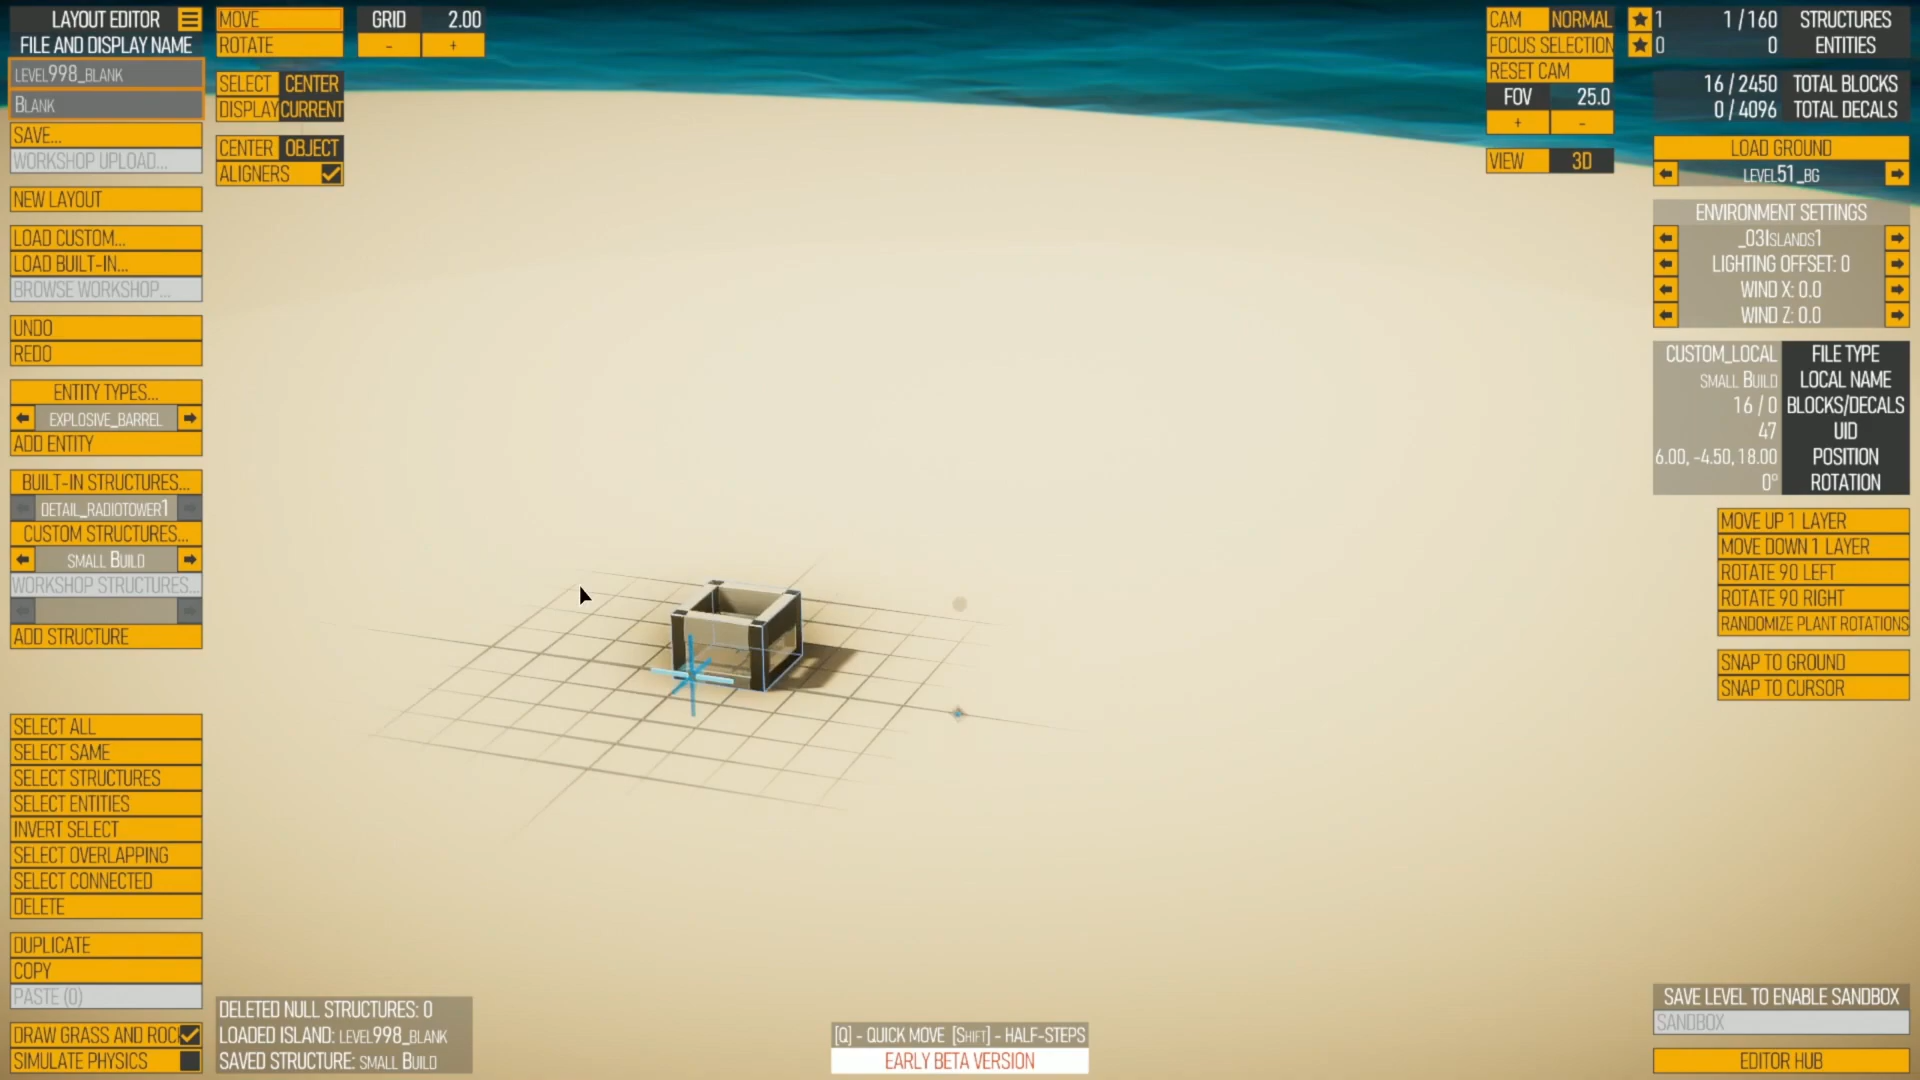 LAYOUT EDITOR
FILE AND DISPLAY NAME
LEVEL998_BLANK
BLANK
SAVE...
WORKSHOP UPLOAD...
NEW LAYOUT
LOAD CUSTOM...
LOAD BUILT-IN...
BROWSE WORKSHOP...
UNDO
REDO
ENTITY TYPES...
EXPLOSIVE_BARREL
ADD ENTITY
BUILT-IN STRUCTURES...
DETAIL_RADIOTOWER1
CUSTOM STRUCTURES...
SMALL BUILD
WORKSHOP STRUCTURES...
ADD STRUCTURE
SELECT ALL
SELECT SAME
SELECT STRUCTURES
SELECT ENTITIES
INVERT SELECT
SELECT OVERLAPPING
SELECT CONNECTED
DELETE
DUPLICATE
COPY
PASTE (0)
DRAW GRASS AND ROC
SIMULATE PHYSICS
MOVE
ROTATE
GRID 2.00
- +
SELECT CENTER
DISPLAY CURRENT
CENTER OBJECT
ALIGNERS
DELETED NULL STRUCTURES: 0
LOADED ISLAND: LEVEL998_BLANK
SAVED STRUCTURE: SMALL BUILD
[Q] - QUICK MOVE [SHIFT] - HALF-STEPS
EARLY BETA VERSION
CAM NORMAL
FOCUS SELECTION
RESET CAM
FOV 25.0
+ -
VIEW 3D
1 1 / 160 STRUCTURES
0 0 ENTITIES
16 / 2450 TOTAL BLOCKS
0 / 4096 TOTAL DECALS
LOAD GROUND
LEVEL51_BG
ENVIRONMENT SETTINGS
_03ISLANDS1
LIGHTING OFFSET: 0
WIND X: 0.0
WIND Z: 0.0
CUSTOM_LOCAL FILE TYPE
SMALL BUILD LOCAL NAME
16 / 0 BLOCKS/DECALS
47 UID
6.00, -4.50, 18.00 POSITION
0° ROTATION
MOVE UP 1 LAYER
MOVE DOWN 1 LAYER
ROTATE 90 LEFT
ROTATE 90 RIGHT
RANDOMIZE PLANT ROTATIONS
SNAP TO GROUND
SNAP TO CURSOR
SAVE LEVEL TO ENABLE SANDBOX
SANDBOX
EDITOR HUB